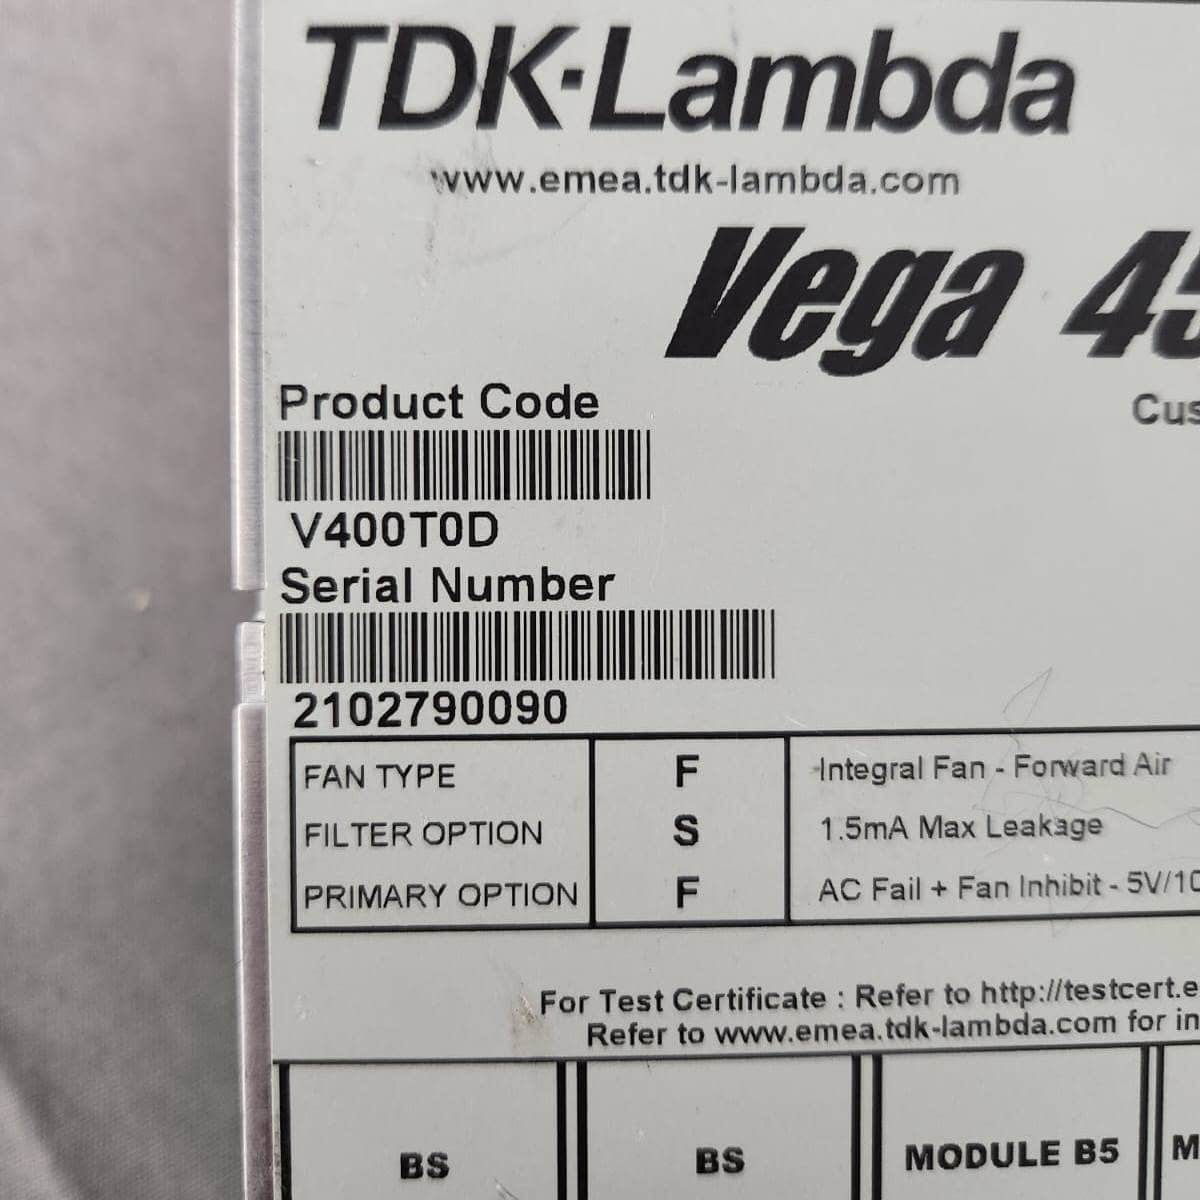 TDK·Lambda
www.emea.tdk-lambda.com
Vega 45
Product Code
V400T0D
Serial Number
2102790090
FAN TYPE F Integral Fan - Forward Air
FILTER OPTION S 1.5mA Max Leakage
PRIMARY OPTION F AC Fail + Fan Inhibit - 5V/10
For Test Certificate : Refer to http://testcert.e
Refer to www.emea.tdk-lambda.com for in
BS BS MODULE B5